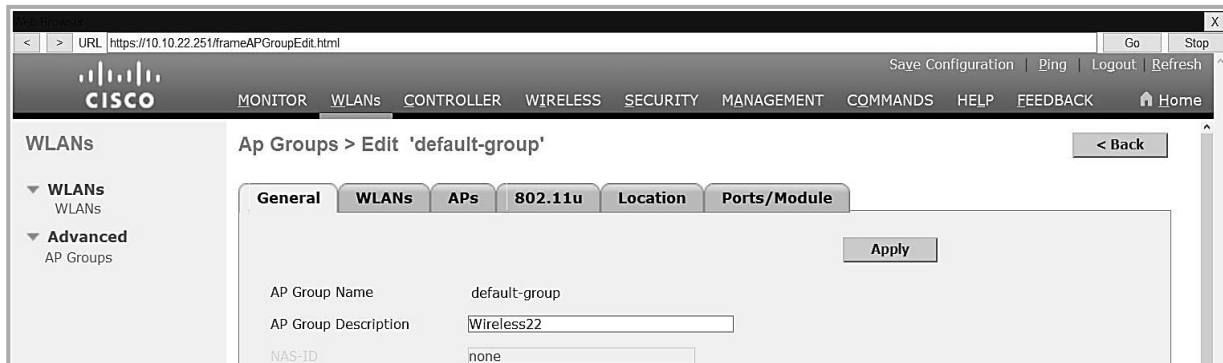 Web Browser X
< > URL https://10.10.22.251/frameAPGroupEdit.html Go Stop
Save Configuration | Ping | Logout | Refresh
CISCO
MONITOR WLANs CONTROLLER WIRELESS SECURITY MANAGEMENT COMMANDS HELP FEEDBACK Home
WLANs
Ap Groups > Edit 'default-group'
< Back
WLANs
WLANs
Advanced
AP Groups
General WLANs APs 802.11u Location Ports/Module
Apply
AP Group Name default-group
AP Group Description Wireless22
NAS-ID none